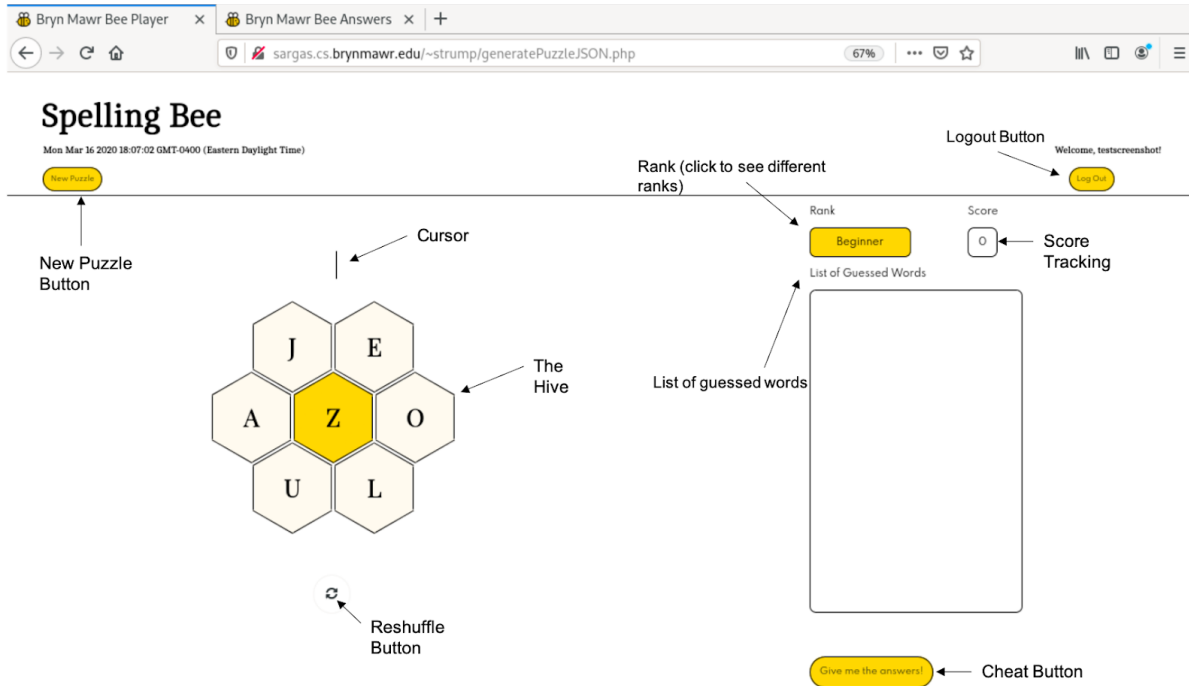 Bryn Mawr Bee Player
Bryn Mawr Bee Answers
sargas.cs.brynmawr.edu/~strump/generatePuzzleJSON.php
67%
Spelling Bee
Mon Mar 16 2020 18:07:02 GMT-0400 (Eastern Daylight Time)
New Puzzle
New Puzzle
Button
Logout Button
Welcome, testscreenshot!
Log Out
Rank (click to see different
ranks)
Rank
Score
Beginner
0
Score
Tracking
List of Guessed Words
List of guessed words
Cursor
J
E
A
Z
O
U
L
The
Hive
Reshuffle
Button
Give me the answers!
Cheat Button